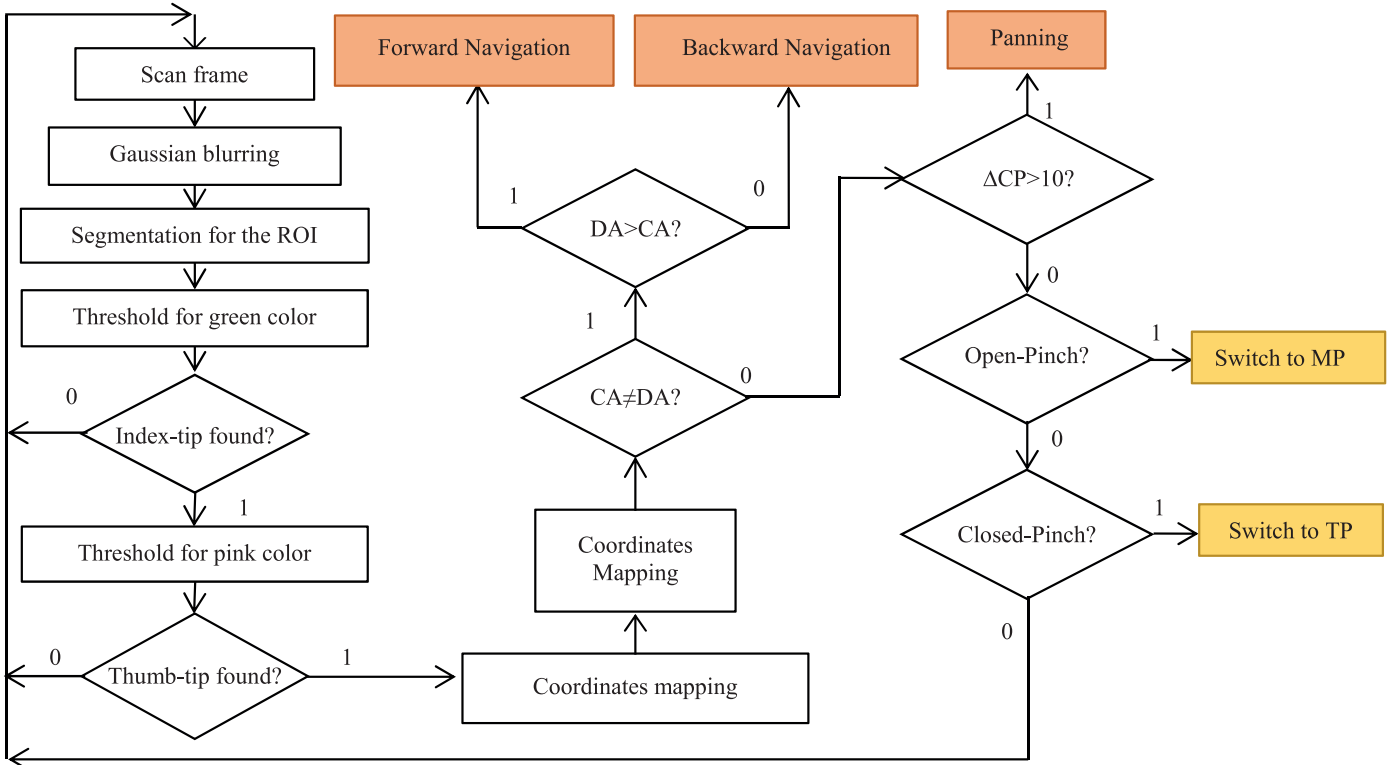 Scan frame
Gaussian blurring
Segmentation for the ROI
Threshold for green color
0
Index-tip found?
1
Threshold for pink color
0
Thumb-tip found?
1
Coordinates mapping
Coordinates
Mapping
CA≠DA?
1
0
DA>CA?
1
0
Forward Navigation
Backward Navigation
Panning
1
ΔCP>10?
0
Open-Pinch?
1
Switch to MP
0
Closed-Pinch?
1
Switch to TP
0